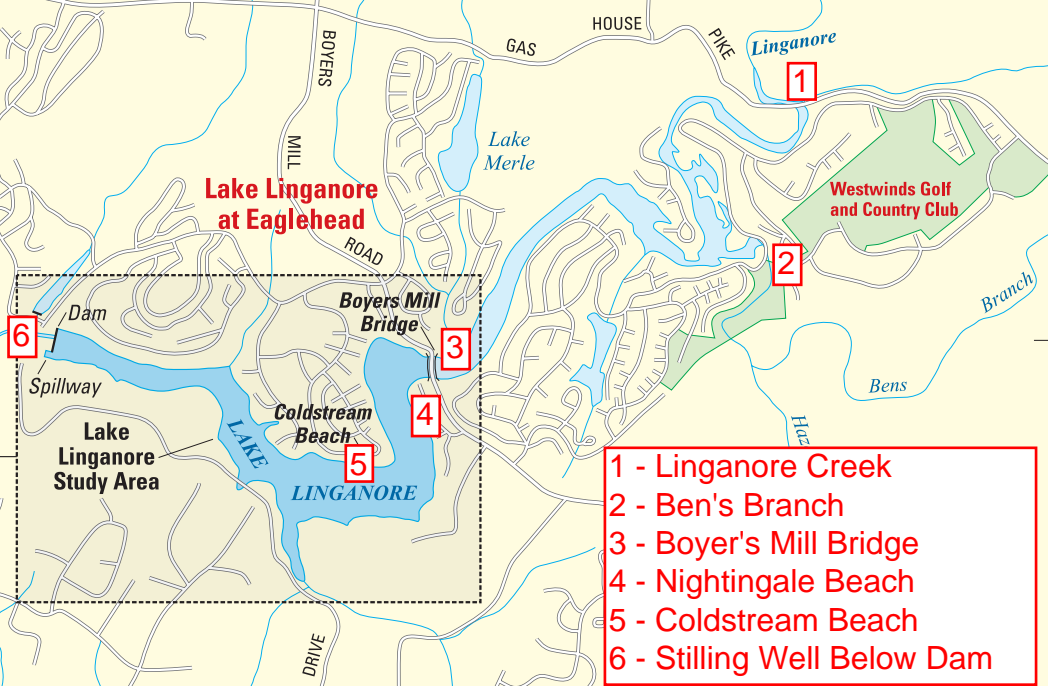 HOUSE
GAS
PIKE
Linganore
1
BOYERS
MILL
ROAD
Lake
Merle
Lake Linganore
at Eaglehead
Westwinds Golf
and Country Club
2
Branch
Bens
Haz
Boyers Mill
Bridge
3
Dam
6
Spillway
4
Coldstream
Beach
5
Lake
Linganore
Study Area
LAKE
LINGANORE
DRIVE
1 - Linganore Creek
2 - Ben's Branch
3 - Boyer's Mill Bridge
4 - Nightingale Beach
5 - Coldstream Beach
6 - Stilling Well Below Dam